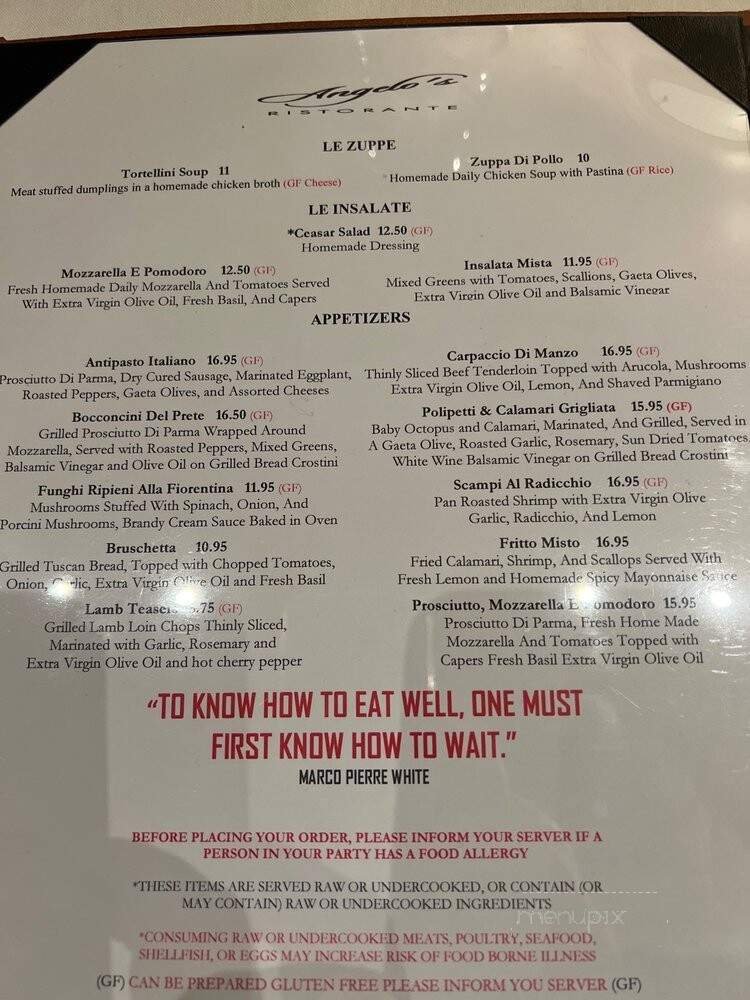 Angelo's
RISTORANTE
LE ZUPPE
Tortellini Soup 11
Meat stuffed dumplings in a homemade chicken broth (GF Cheese)
Zuppa Di Pollo 10
Homemade Daily Chicken Soup with Pastina (GF Rice)
LE INSALATE
*Ceasar Salad 12.50 (GF)
Homemade Dressing
Mozzarella E Pomodoro 12.50 (GF)
Fresh Homemade Daily Mozzarella And Tomatoes Served
With Extra Virgin Olive Oil, Fresh Basil, And Capers
Insalata Mista 11.95 (GF)
Mixed Greens with Tomatoes, Scallions, Gaeta Olives,
Extra Virgin Olive Oil and Balsamic Vinegar
APPETIZERS
Antipasto Italiano 16.95 (GF)
Prosciutto Di Parma, Dry Cured Sausage, Marinated Eggplant,
Roasted Peppers, Gaeta Olives, and Assorted Cheeses
Bocconcini Del Prete 16.50 (GF)
Grilled Prosciutto Di Parma Wrapped Around
Mozzarella, Served with Roasted Peppers, Mixed Greens,
Balsamic Vinegar and Olive Oil on Grilled Bread Crostini
Funghi Ripieni Alla Fiorentina 11.95 (GF)
Mushrooms Stuffed With Spinach, Onion, And
Porcini Mushrooms, Brandy Cream Sauce Baked in Oven
Bruschetta 10.95
Grilled Tuscan Bread, Topped with Chopped Tomatoes,
Onion, Garlic, Extra Virgin Olive Oil and Fresh Basil
Lamb Teasers .75 (GF)
Grilled Lamb Loin Chops Thinly Sliced,
Marinated with Garlic, Rosemary and
Extra Virgin Olive Oil and hot cherry pepper
Carpaccio Di Manzo 16.95 (GF)
Thinly Sliced Beef Tenderloin Topped with Arucola, Mushrooms
Extra Virgin Olive Oil, Lemon, And Shaved Parmigiano
Polipetti & Calamari Grigliata 15.95 (GF)
Baby Octopus and Calamari, Marinated, And Grilled, Served in
A Gaeta Olive, Roasted Garlic, Rosemary, Sun Dried Tomatoes,
White Wine Balsamic Vinegar on Grilled Bread Crostini
Scampi Al Radicchio 16.95 (GF)
Pan Roasted Shrimp with Extra Virgin Olive
Garlic, Radicchio, And Lemon
Fritto Misto 16.95
Fried Calamari, Shrimp, And Scallops Served With
Fresh Lemon and Homemade Spicy Mayonnaise Sauce
Prosciutto, Mozzarella E Pomodoro 15.95
Prosciutto Di Parma, Fresh Home Made
Mozzarella And Tomatoes Topped with
Capers Fresh Basil Extra Virgin Olive Oil
"TO KNOW HOW TO EAT WELL, ONE MUST
FIRST KNOW HOW TO WAIT."
MARCO PIERRE WHITE
BEFORE PLACING YOUR ORDER, PLEASE INFORM YOUR SERVER IF A
PERSON IN YOUR PARTY HAS A FOOD ALLERGY
*THESE ITEMS ARE SERVED RAW OR UNDERCOOKED, OR CONTAIN (OR
MAY CONTAIN) RAW OR UNDERCOOKED INGREDIENTS
menupix
*CONSUMING RAW OR UNDERCOOKED MEATS, POULTRY, SEAFOOD,
SHELLFISH, OR EGGS MAY INCREASE RISK OF FOOD BORNE ILLNESS
(GF) CAN BE PREPARED GLUTEN FREE PLEASE INFORM YOU SERVER (GF)